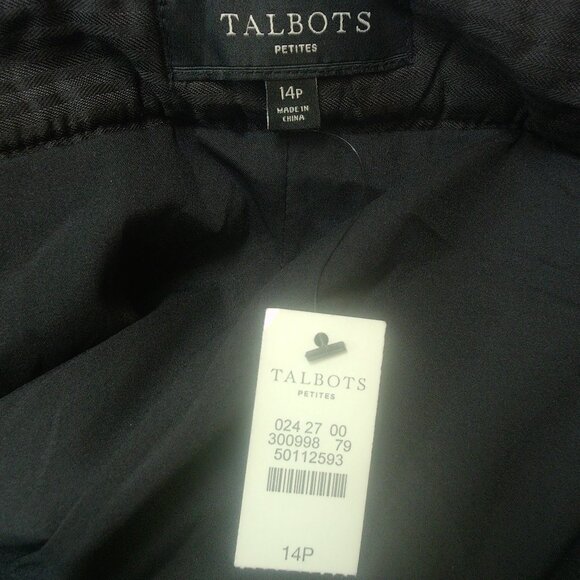 TALBOTS
PETITES
14P
MADE IN
CHINA
TALBOTS
PETITES
024 27 00
300998 79
50112593
14P